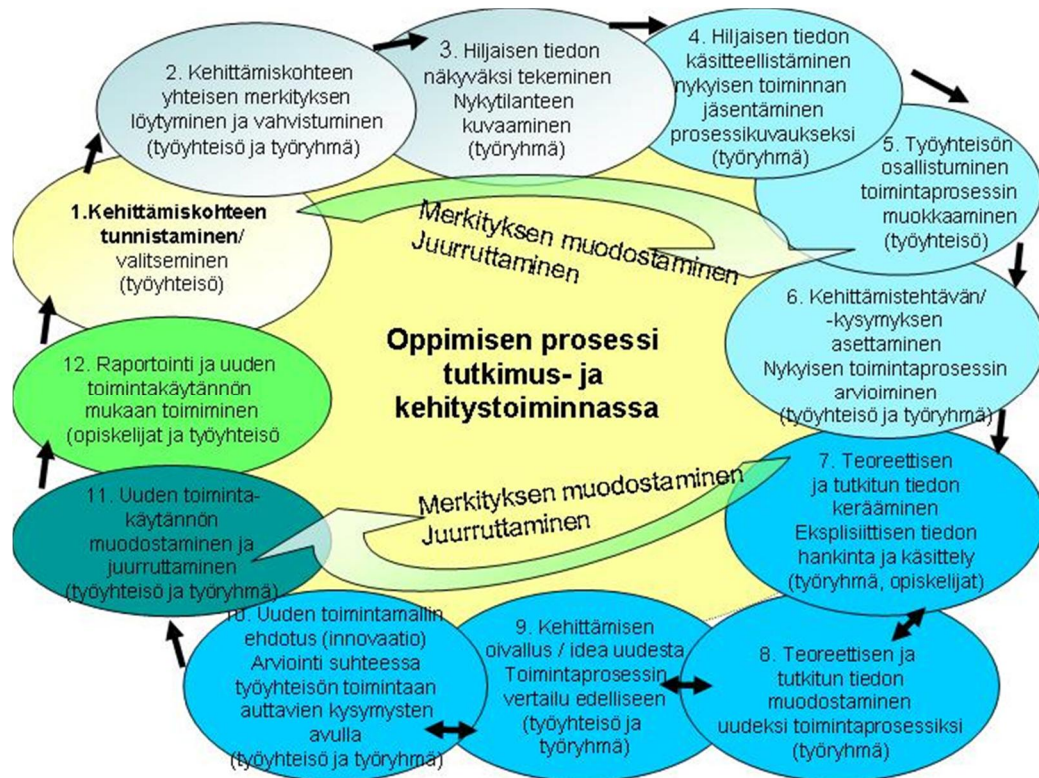 2. Kehittämiskohteen
yhteisen merkityksen
löytyminen ja vahvistuminen
(työyhteisö ja työryhmä)
3. Hiljaisen tiedon
näkyväksi tekeminen
Nykytilanteen
kuvaaminen
(työryhmä)
4. Hiljaisen tiedon
käsitteellistäminen
nykyisen toiminnan
jäsentäminen
prosessikuvaukseksi
(työryhmä)
5. Työyhteisön
osallistuminen
toimintaprosessin
muokkaaminen
(työyhteisö)
1.Kehittämiskohteen
tunnistaminen/
valitseminen
(työyhteisö)
Merkityksen muodostaminen
Juurruttaminen
6. Kehittämistehtävän/
-kysymyksen
asettaminen
Nykyisen toimintaprosessin
arvioiminen
(työyhteisö ja työryhmä)
Oppimisen prosessi
tutkimus- ja
kehitystoiminnassa
12. Raportointi ja uuden
toimintakäytännön
mukaan toimiminen
(opiskelijat ja työyhteisö
7. Teoreettisen
ja tutkitun tiedon
kerääminen
Eksplisiittisen tiedon
hankinta ja käsittely
(työryhmä, opiskelijat)
Merkityksen muodostaminen
Juurruttaminen
11. Uuden toiminta-
käytännön
muodostaminen ja
juurruttaminen
(työyhteisö ja työryhmä)
10. Uuden toimintamallin
ehdotus (innovaatio)
Arviointi suhteessa
työyhteisön toimintaan
auttavien kysymysten
avulla
(työyhteisö ja työryhmä)
9. Kehittämisen
oivallus / idea uudesta
Toimintaprosessin
vertailu edelliseen
(työyhteisö ja
työryhmä)
8. Teoreettisen ja
tutkitun tiedon
muodostaminen
uudeksi toimintaprosessiksi
(työryhmä)